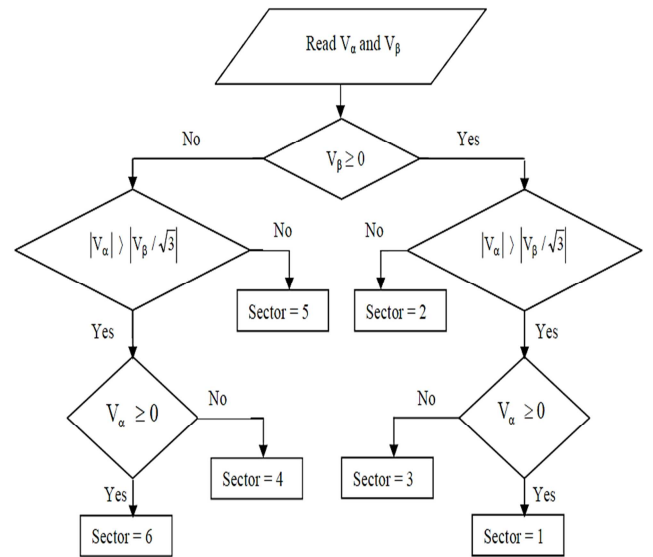 Read Vα and Vβ
No
Yes
Vβ ≥ 0
|Vα| ⟩ |Vβ / √3|
No
No
|Vα| ⟩ |Vβ / √3|
Sector = 5
Sector = 2
Yes
Yes
Vα ≥ 0
No
No
Vα ≥ 0
Sector = 4
Sector = 3
Yes
Yes
Sector = 6
Sector = 1